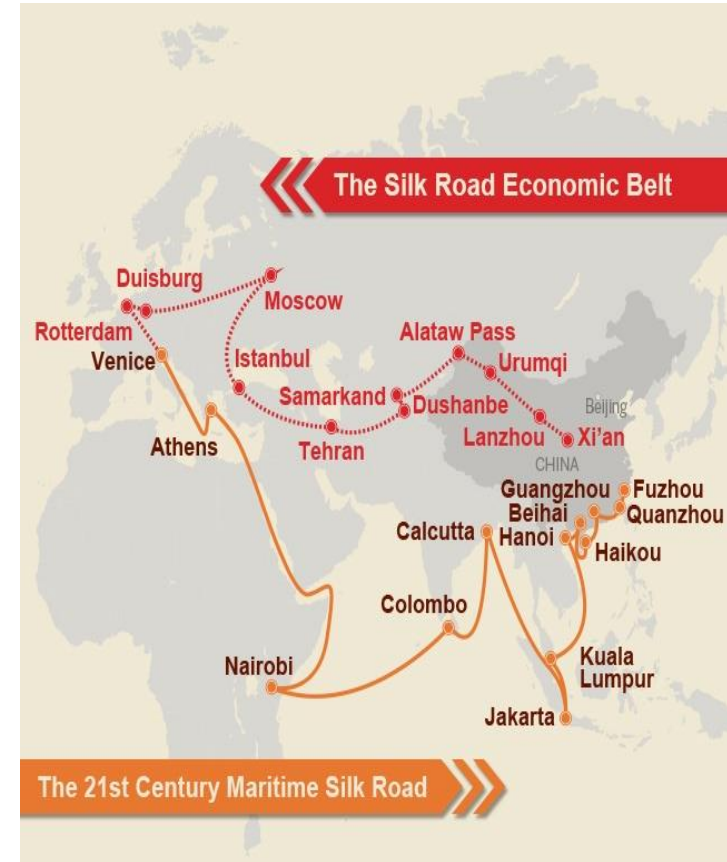 The Silk Road Economic Belt
Duisburg
Moscow
Rotterdam
Venice
Istanbul
Alataw Pass
Urumqi
Samarkand
Dushanbe
Beijing
Athens
Tehran
Lanzhou
Xi'an
CHINA
Guangzhou
Fuzhou
Beihai
Quanzhou
Calcutta
Hanoi
Haikou
Colombo
Nairobi
Kuala
Lumpur
Jakarta
The 21st Century Maritime Silk Road